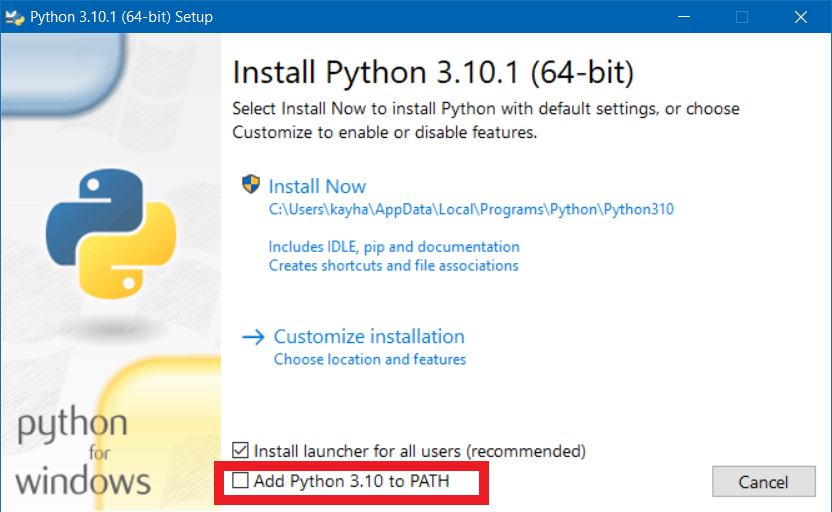 Python 3.10.1 (64-bit) Setup
Install Python 3.10.1 (64-bit)
Select Install Now to install Python with default settings, or choose
Customize to enable or disable features.
Install Now
C:\Users\kayha\AppData\Local\Programs\Python\Python310
Includes IDLE, pip and documentation
Creates shortcuts and file associations
Customize installation
Choose location and features
python
for
windows
Install launcher for all users (recommended)
Add Python 3.10 to PATH
Cancel